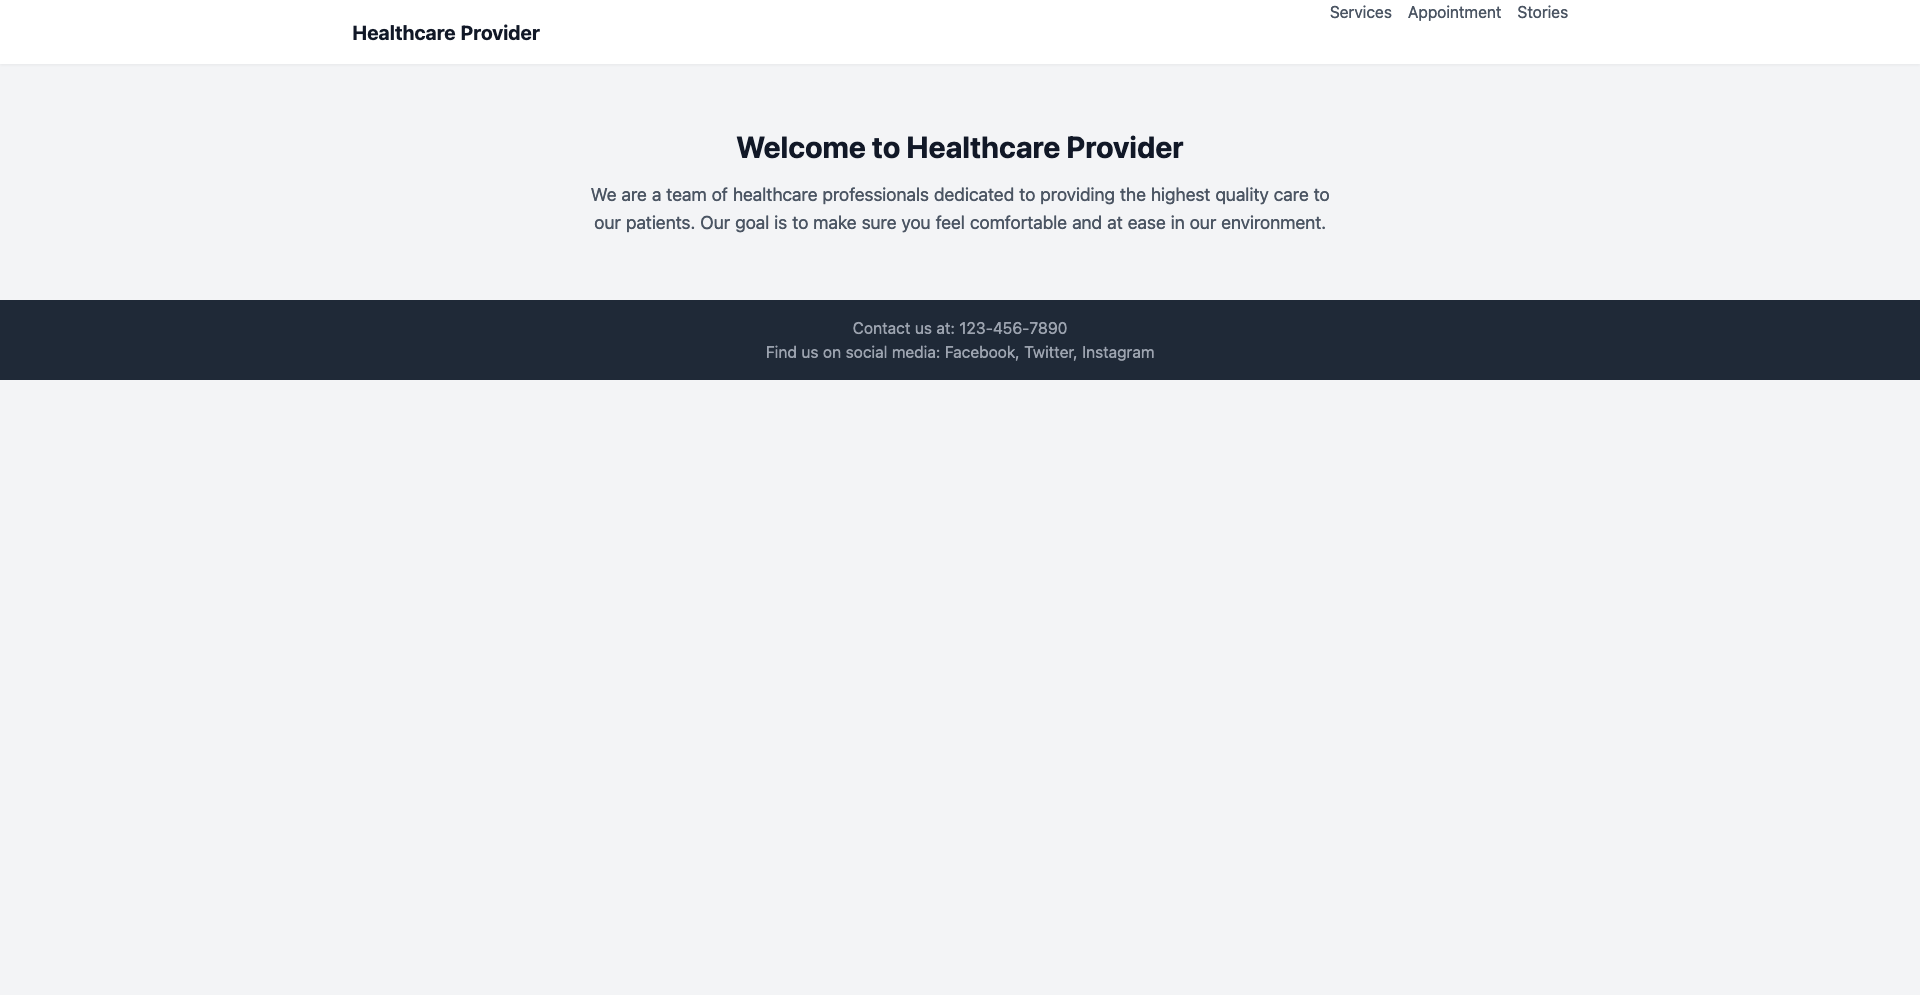 Healthcare Provider
Services Appointment Stories
Welcome to Healthcare Provider
We are a team of healthcare professionals dedicated to providing the highest quality care to
our patients. Our goal is to make sure you feel comfortable and at ease in our environment.
Contact us at: 123-456-7890
Find us on social media: Facebook, Twitter, Instagram